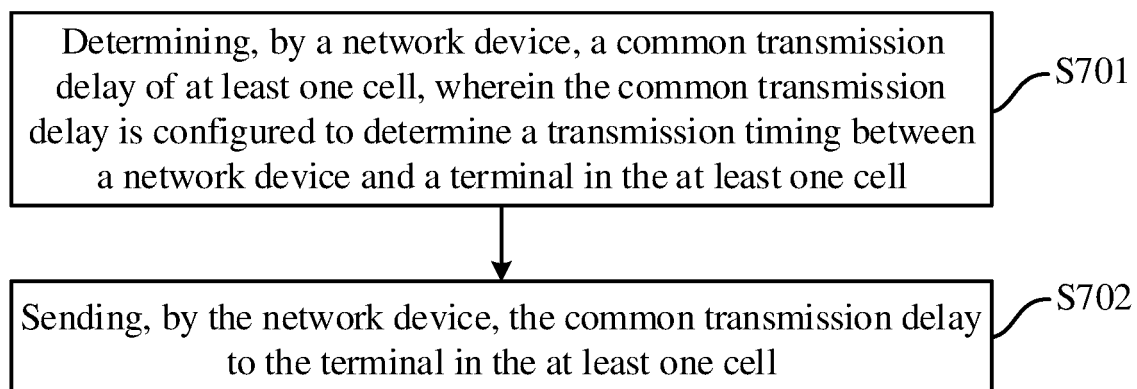 Determining, by a network device, a common transmission
delay of at least one cell, wherein the common transmission
delay is configured to determine a transmission timing between
a network device and a terminal in the at least one cell
S701
Sending, by the network device, the common transmission delay
to the terminal in the at least one cell
S702